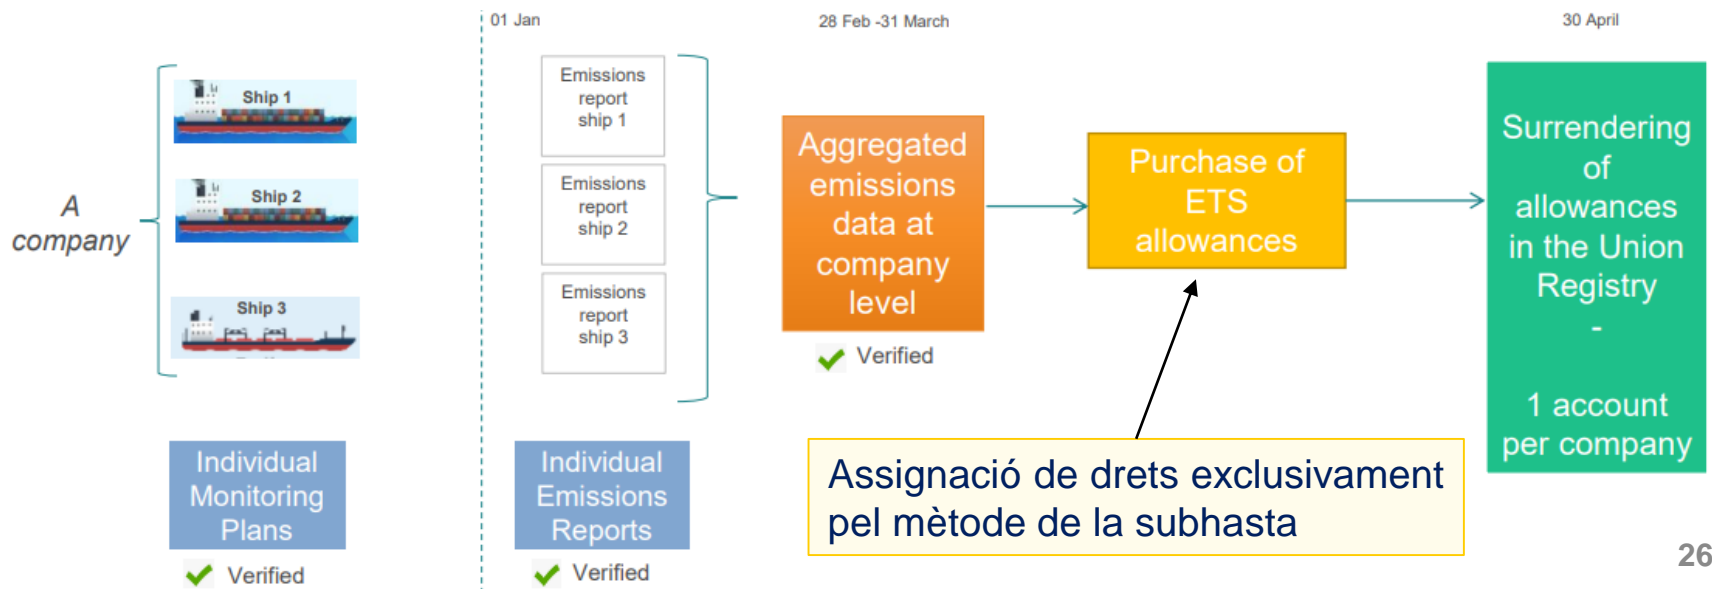 01 Jan
28 Feb -31 March
30 April
A
company
Ship 1
Ship 2
Ship 3
Individual
Monitoring
Plans
Verified
Emissions
report
ship 1
Emissions
report
ship 2
Emissions
report
ship 3
Individual
Emissions
Reports
Verified
Aggregated
emissions
data at
company
level
Verified
Purchase of
ETS
allowances
Assignació de drets exclusivament
pel mètode de la subhasta
Surrendering
of
allowances
in the Union
Registry
-
1 account
per company
26